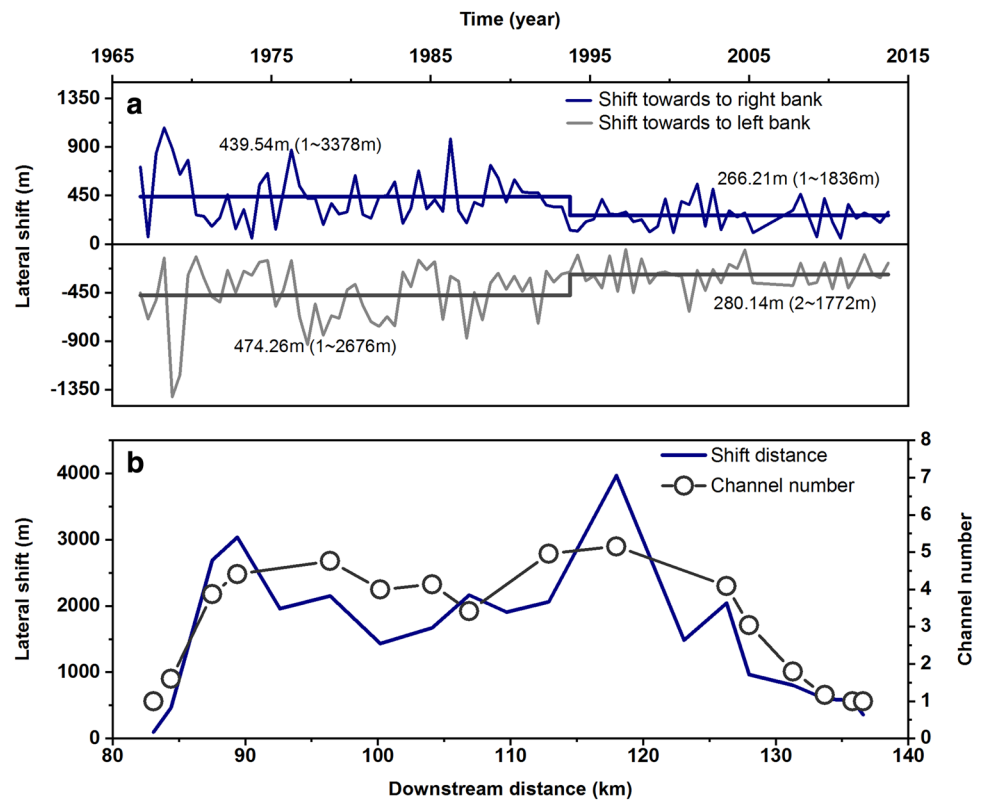 Time (year)
1965 1975 1985 1995 2005 2015
a
Shift towards to right bank
Shift towards to left bank
1350
900
450
0
-450
-900
-1350
Lateral shift (m)
439.54m (1~3378m)
266.21m (1~1836m)
280.14m (2~1772m)
474.26m (1~2676m)
b
Shift distance
Channel number
4000
3000
2000
1000
0
Lateral shift (m)
8
7
6
5
4
3
2
1
0
Channel number
80 90 100 110 120 130 140
Downstream distance (km)